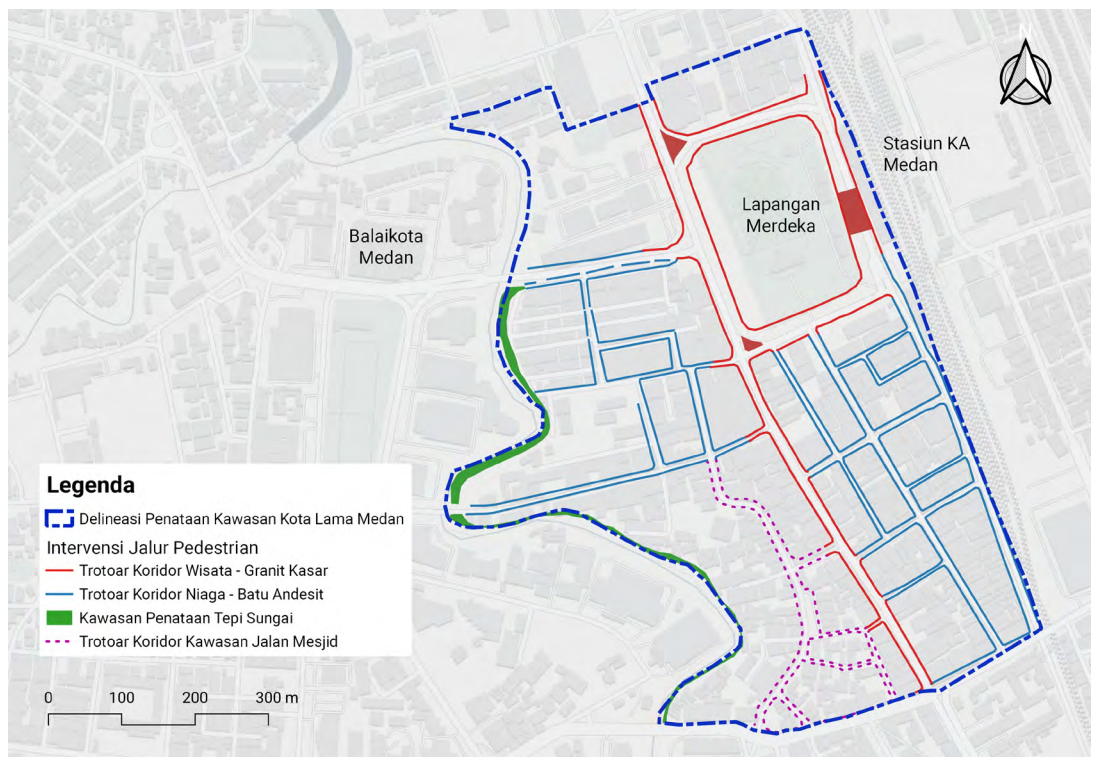 Stasiun KA
Medan
Lapangan
Merdeka
Balaikota
Medan
Legenda
Delineasi Penataan Kawasan Kota Lama Medan
Intervensi Jalur Pedestrian
Trotoar Koridor Wisata - Granit Kasar
Trotoar Koridor Niaga - Batu Andesit
Kawasan Penataan Tepi Sungai
Trotoar Koridor Kawasan Jalan Mesjid
0 100 200 300 m